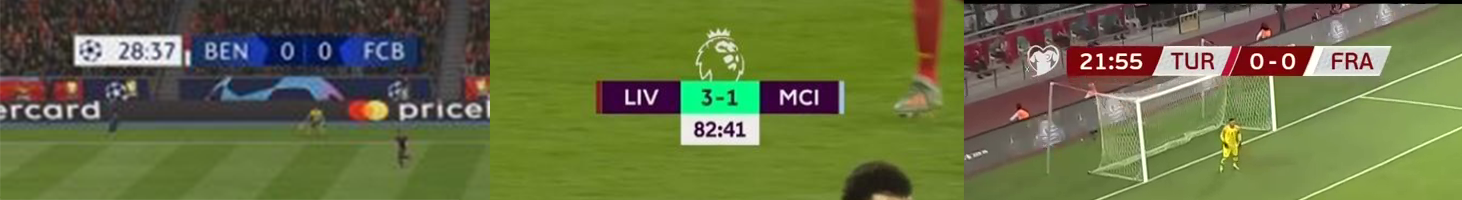 28:37 BEN 0 0 FCB
ercard pricel
LIV 3-1 MCI
82:41
21:55 TUR 0-0 FRA